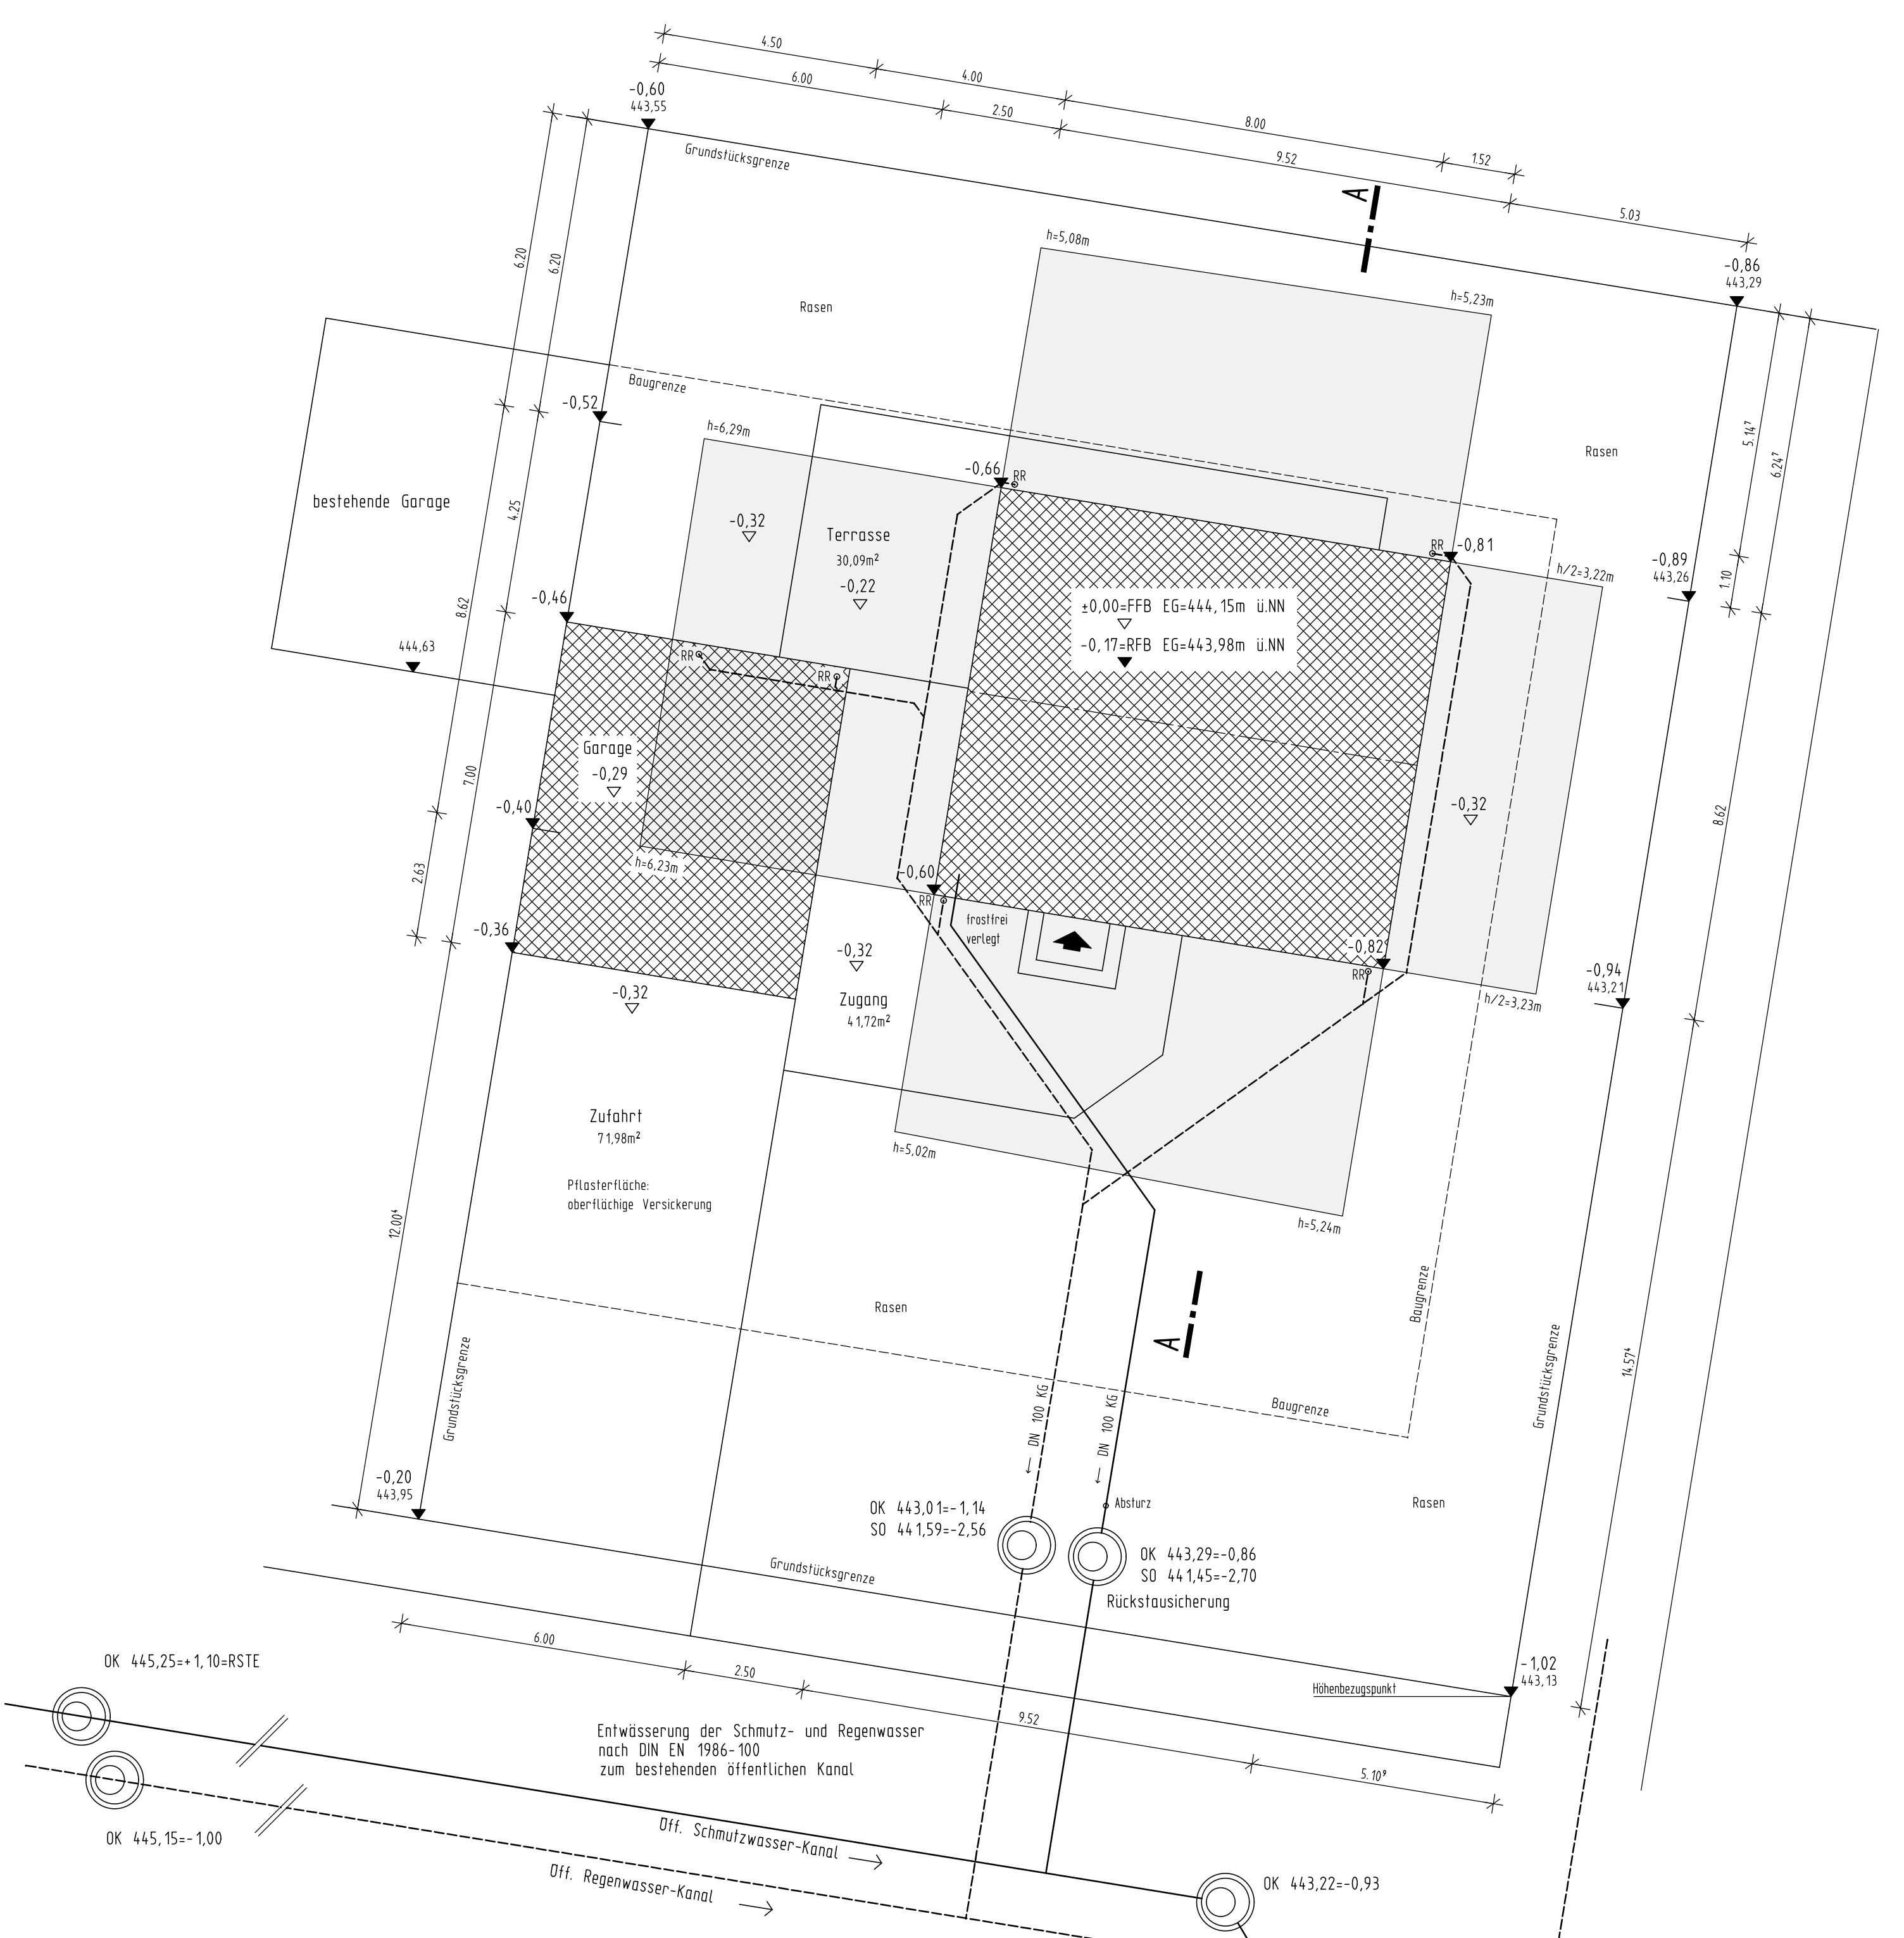 4.50
4.00
8.00
1.52
6.00
2.50
9.52
5.03
-0,60
443,55
Grundstücksgrenze
A
-0,86
443,29
h=5,08m
h=5,23m
Rasen
6.20
6.20
Baugrenze
-0,52
h=6,29m
Rasen
5.14⁷
6.24⁷
bestehende Garage
4.25
-0,66
RR
-0,32
Terrasse
30,09m²
-0,22
RR
-0,81
-0,89
443,26
h/2=3,22m
1.10
±0,00=FFB EG=444,15m ü.NN
-0,17=RFB EG=443,98m ü.NN
-0,46
8.62
444,63
RR
RR
Garage
-0,29
7.00
-0,40
-0,32
8.62
h=6,23m
2.63
-0,60
RR
frostfrei
verlegt
-0,36
-0,32
Zugang
41,72m²
-0,82
RR
-0,94
443,21
h/2=3,23m
-0,32
Zufahrt
71,98m²
h=5,02m
Pflasterfläche:
oberflächige Versickerung
12.00⁴
h=5,24m
Rasen
Baugrenze
A
Grundstücksgrenze
Grundstücksgrenze
14.57⁴
Baugrenze
← DN 100 KG
← DN 100 KG
-0,20
443,95
OK 443,01=-1,14
SO 441,59=-2,56
Absturz
Rasen
OK 443,29=-0,86
SO 441,45=-2,70
Rückstausicherung
Grundstücksgrenze
6.00
2.50
9.52
5.10⁹
-1,02
443,13
Höhenbezugspunkt
OK 445,25=+1,10=RSTE
Entwässerung der Schmutz- und Regenwasser
nach DIN EN 1986-100
zum bestehenden öffentlichen Kanal
OK 445,15=-1,00
Öff. Schmutzwasser-Kanal →
Öff. Regenwasser-Kanal →
OK 443,22=-0,93